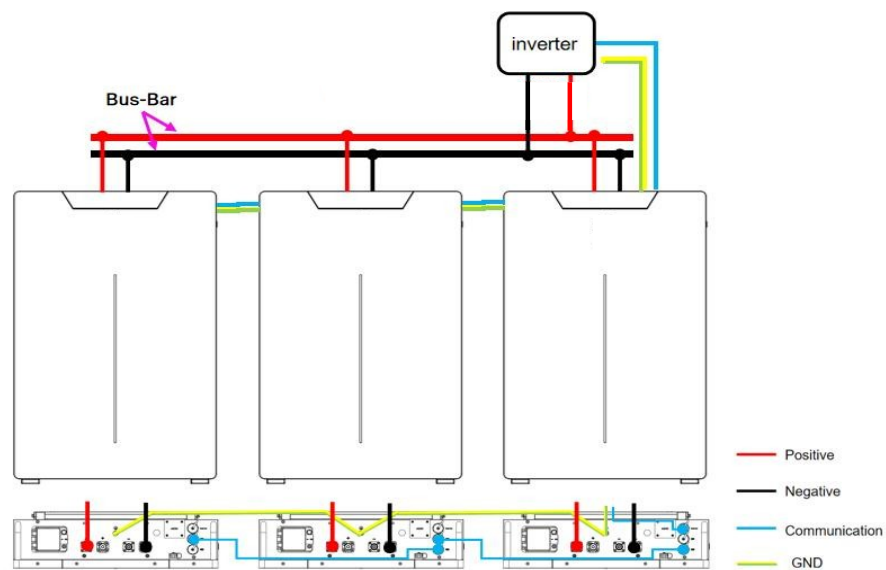 inverter
Bus-Bar
Positive
Negative
Communication
GND